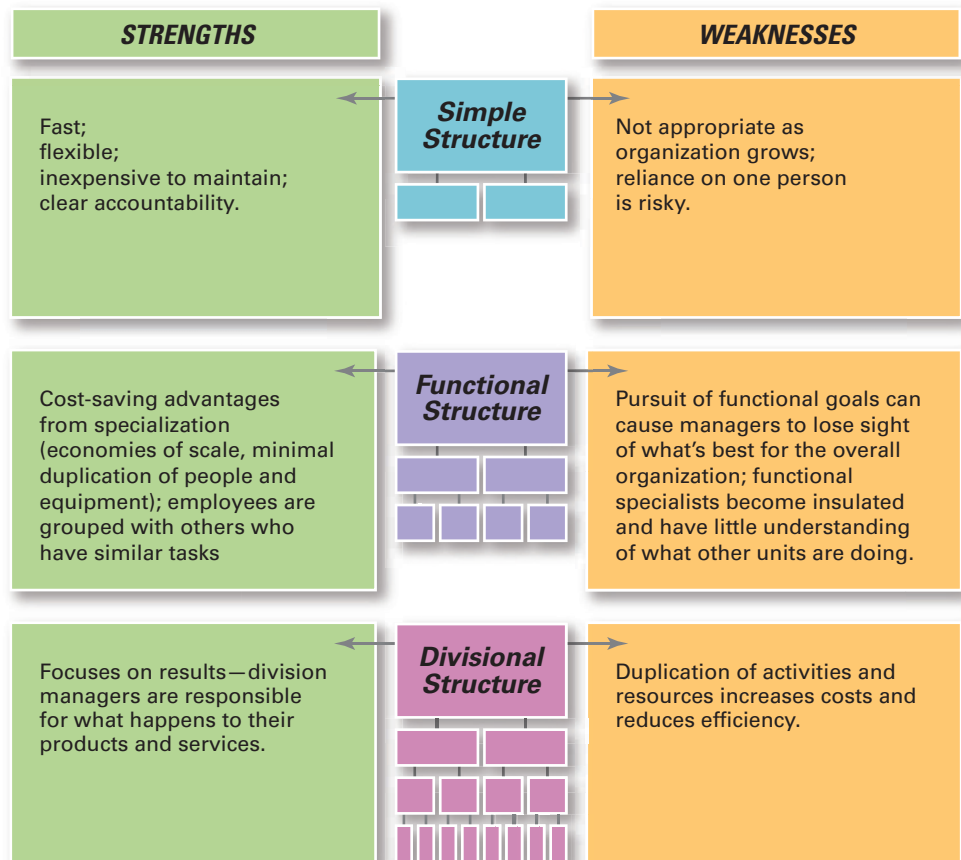 STRENGTHS
WEAKNESSES
Fast;
flexible;
inexpensive to maintain;
clear accountability.
Simple
Structure
Not appropriate as
organization grows;
reliance on one person
is risky.
Cost-saving advantages
from specialization
(economies of scale, minimal
duplication of people and
equipment); employees are
grouped with others who
have similar tasks
Functional
Structure
Pursuit of functional goals can
cause managers to lose sight
of what's best for the overall
organization; functional
specialists become insulated
and have little understanding
of what other units are doing.
Focuses on results—division
managers are responsible
for what happens to their
products and services.
Divisional
Structure
Duplication of activities and
resources increases costs and
reduces efficiency.